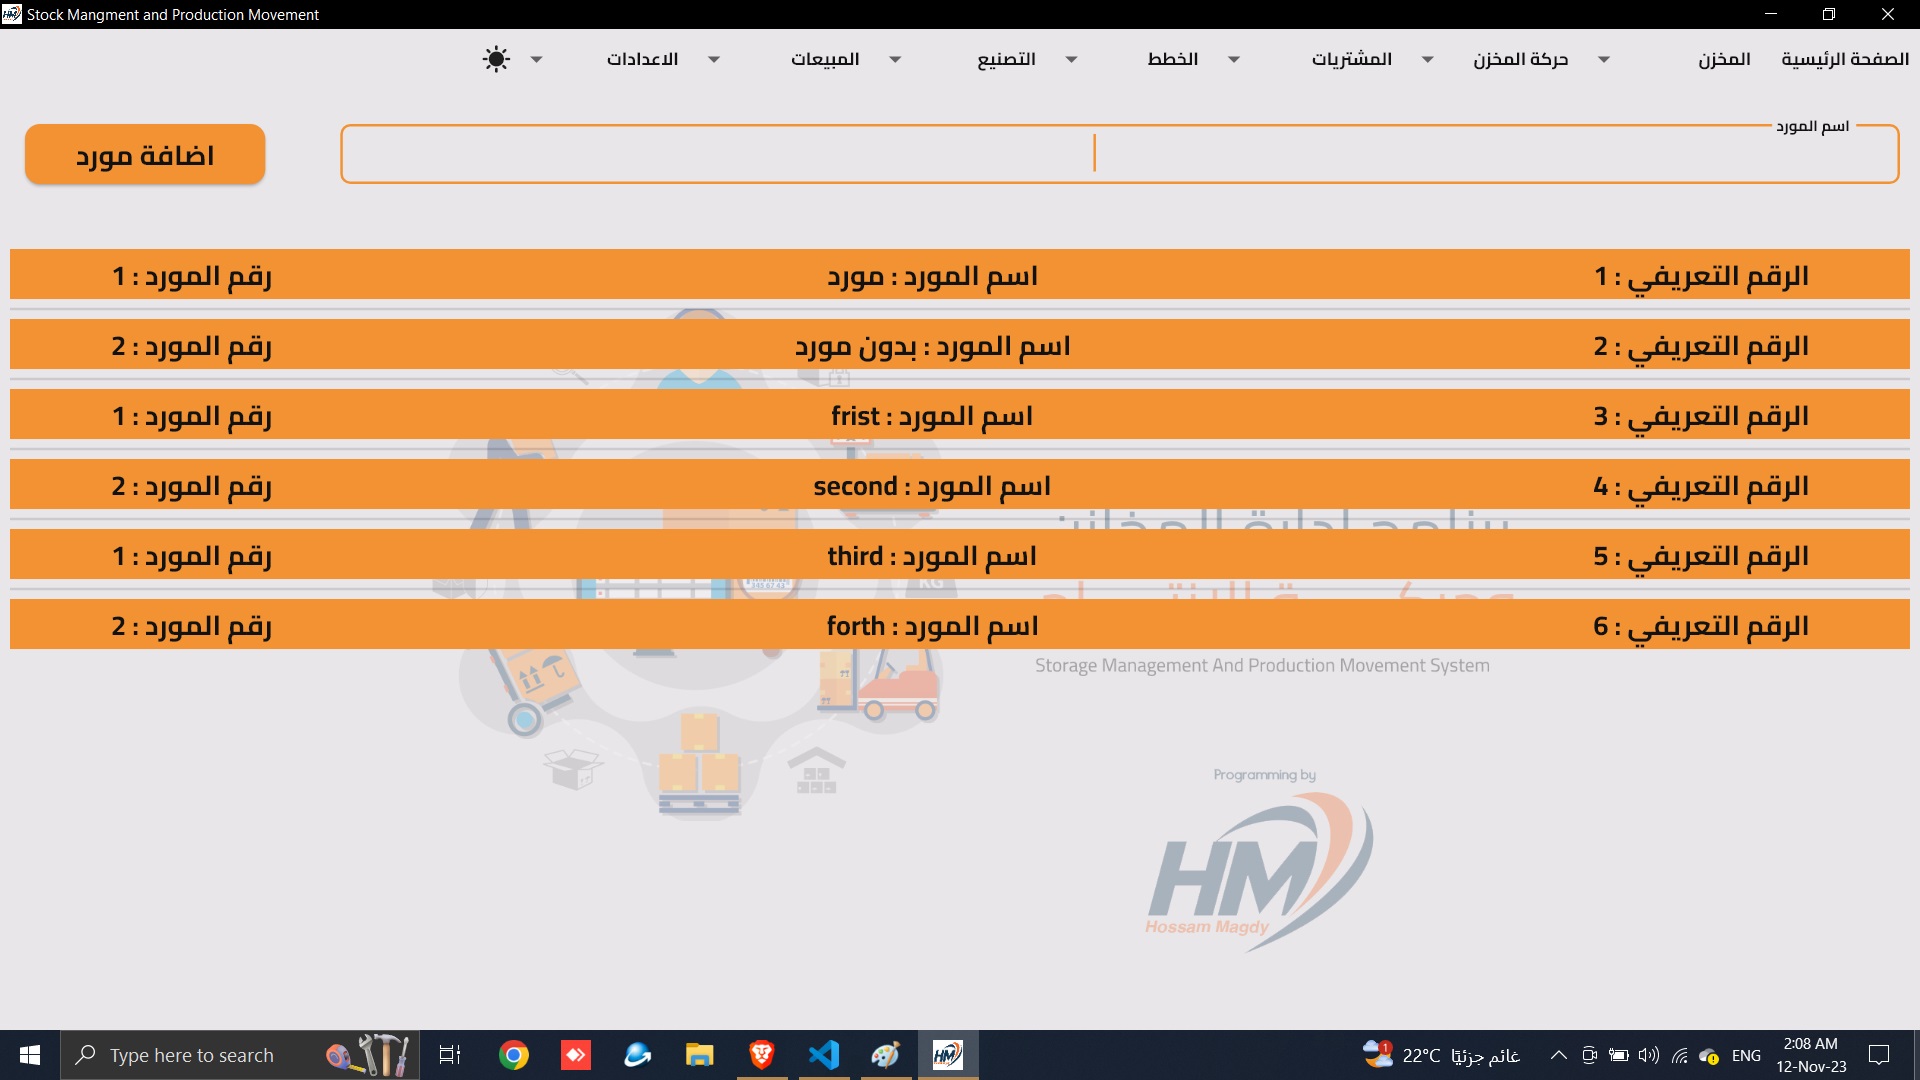 Stock Mangment and Production Movement
الصفحة الرئيسية المخزن حركة المخزن المشتريات الخطط التصنيع المبيعات الاعدادات
اسم المورد
اضافة مورد
الرقم التعريفي : 1 اسم المورد : مورد رقم المورد : 1
الرقم التعريفي : 2 اسم المورد : بدون مورد رقم المورد : 2
الرقم التعريفي : 3 اسم المورد : frist رقم المورد : 1
الرقم التعريفي : 4 اسم المورد : second رقم المورد : 2
الرقم التعريفي : 5 اسم المورد : third رقم المورد : 1
KG
الرقم التعريفي : 6 اسم المورد : forth رقم المورد : 2
Storage Management And Production Movement System
Programming by
HM
Hossam Magdy
Type here to search
1
22°C غائم جزئيًا
ENG
2:08 AM
12-Nov-23